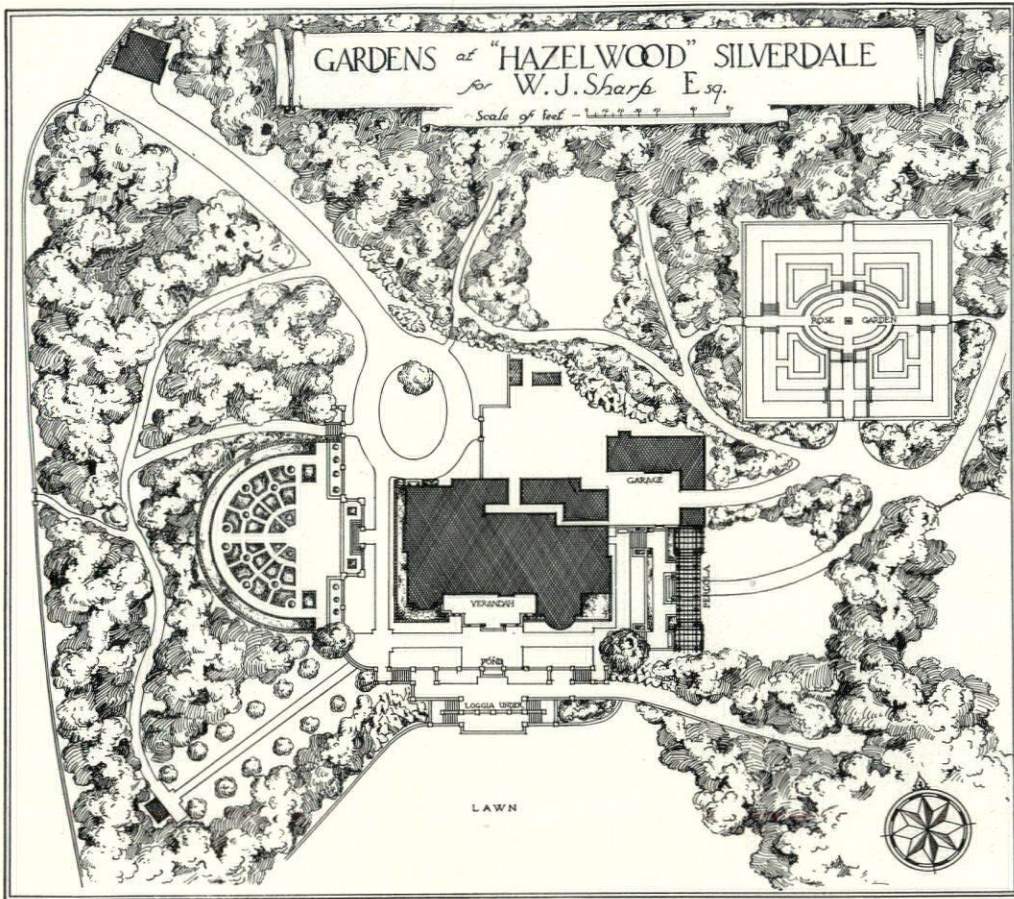 GARDENS at "HAZELWOOD" SILVERDALE
for W.J. Sharp Esq.
Scale of Feet
ROSE GARDEN
GARAGE
PERGOLA
VERANDAH
POND
LOGGIA UNDER
LAWN